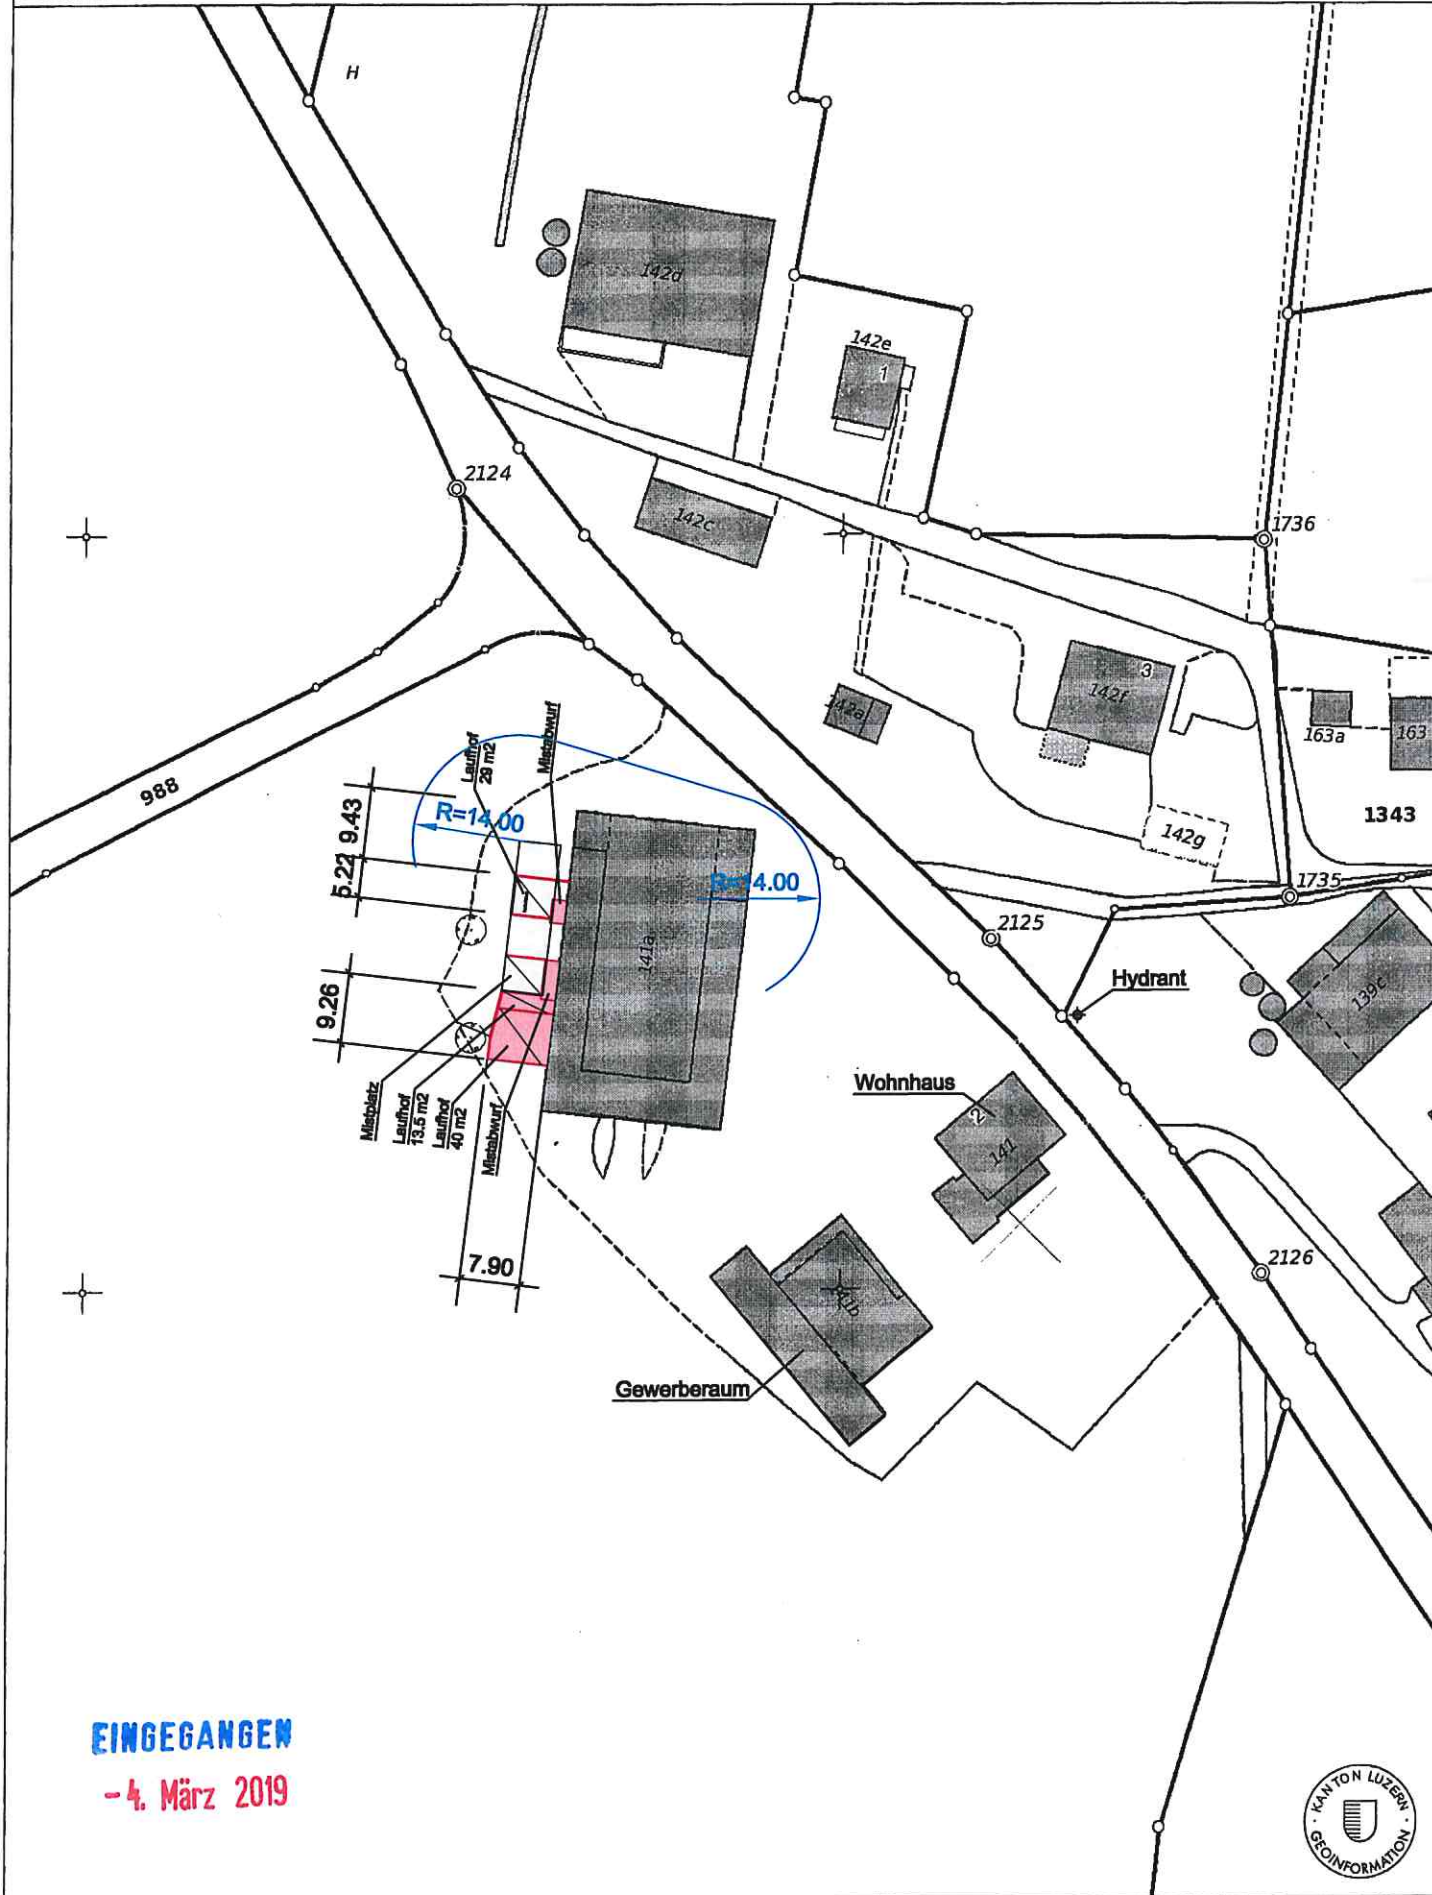 H
142d
142e
1
2124
142c
1736
3
142f
142a
163a
163
988
1343
142g
Laufhof
29 m2
Mistabwurf
R=14.00
R=14.00
9.43
5.22
9.26
141a
1735
2125
Hydrant
139c
Mistplatz
Laufhof
13.5 m2
Laufhof
40 m2
Mistabwurf
Wohnhaus
2
141
7.90
2126
141b
Gewerberaum
EINGEGANGEN
-4. März 2019
KANTON LUZERN
GEOINFORMATION